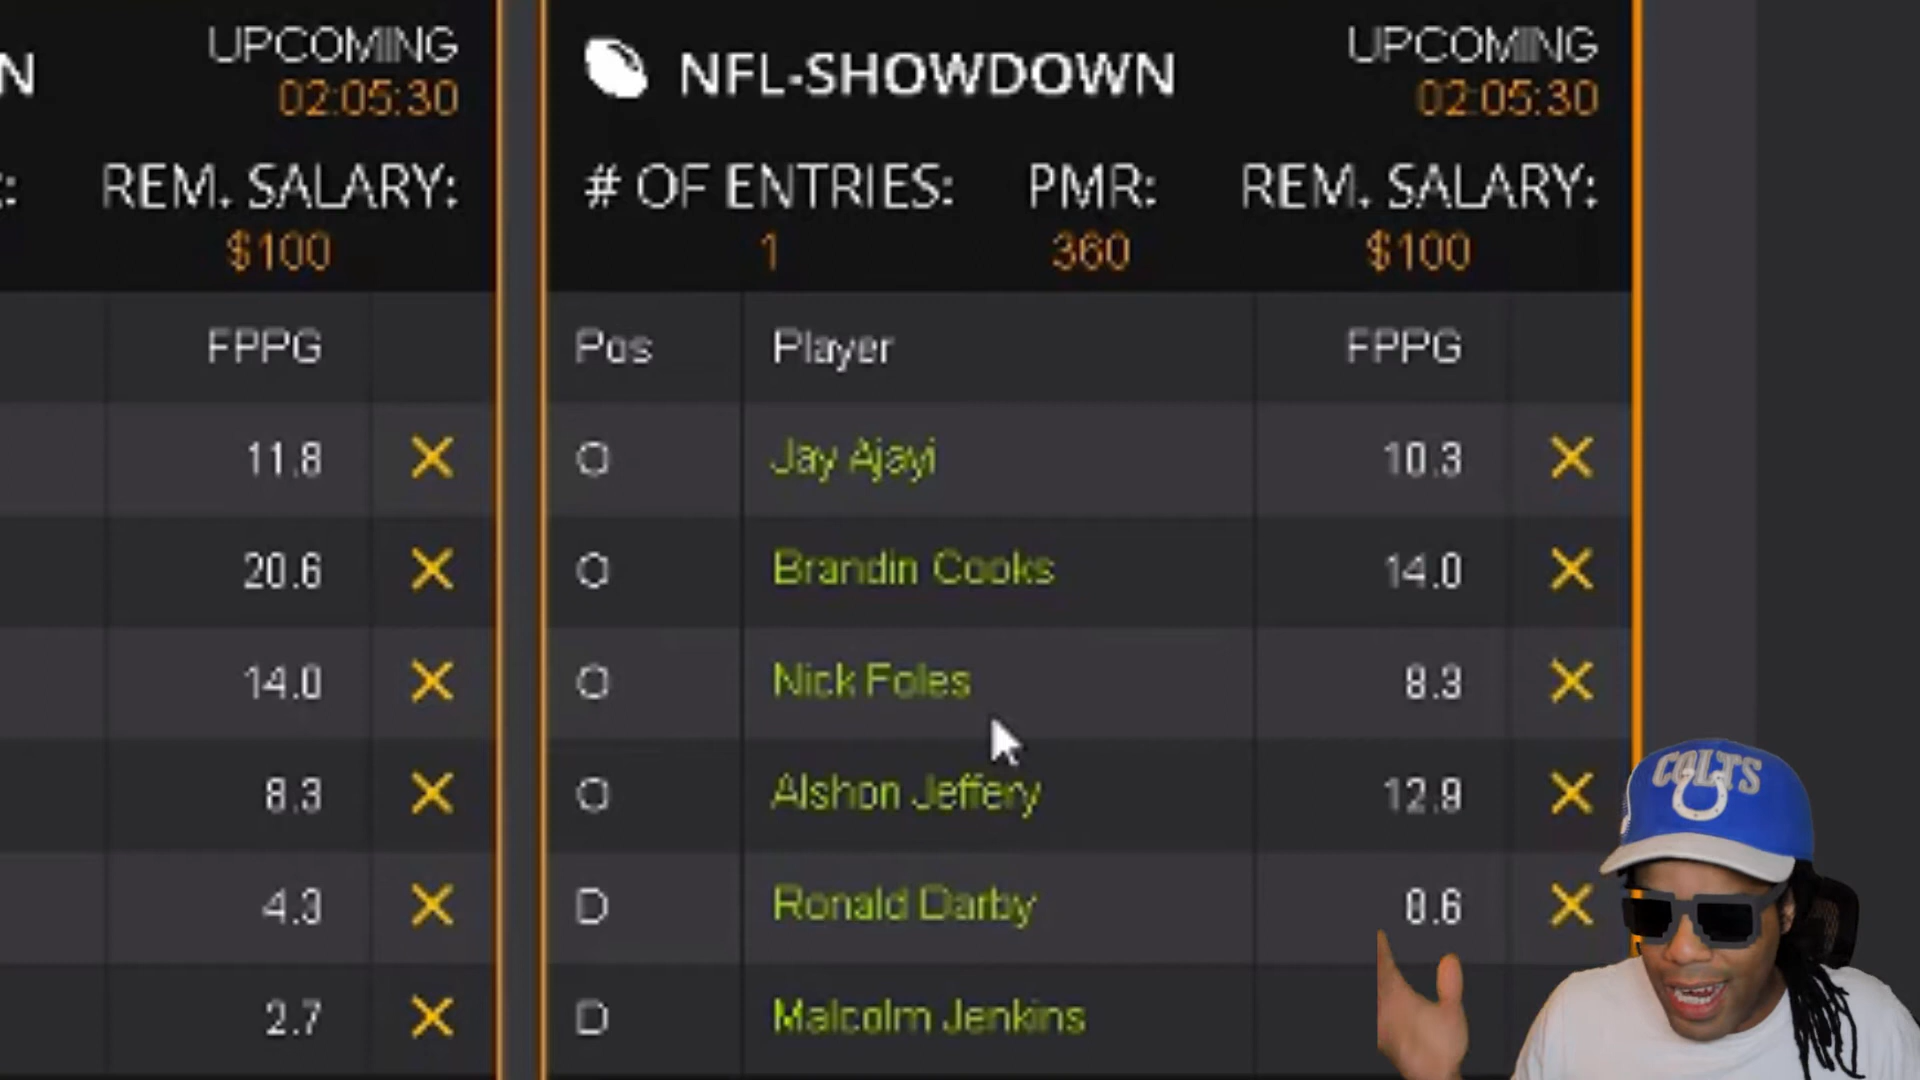 N
UPCOMING
02:05:30
REM. SALARY:
$100
FPPG
11.8
20.6
14.0
8.3
4.3
2.7
NFL-SHOWDOWN
UPCOMING
02:05:30
# OF ENTRIES: PMR: REM. SALARY:
1 360 $100
Pos Player FPPG
O Jay Ajayi 10.3
O Brandin Cooks 14.0
O Nick Foles 8.3
O Alshon Jeffery 12.9
D Ronald Darby 8.6
D Malcolm Jenkins
COLTS